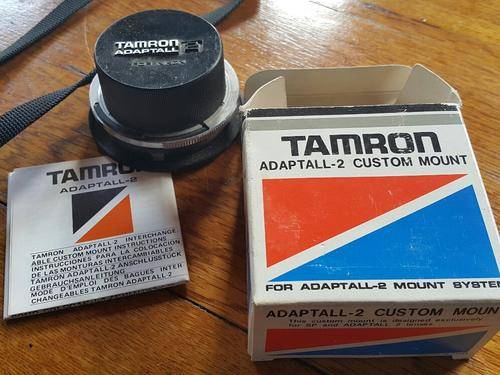 TAMRON
ADAPTALL 2
TAMRON
ADAPTALL-2
TAMRON ADAPTALL 2 INTERCHANGE
ABLE CUSTOM MOUNT INSTRUCTIONS
INSTRUCCIONES PARA LA COLOCACION
DE LAS MONTURAS INTERCAMBIABLES
TAMRON ADAPTALL 2 ANSCHLUSSTÜCK
GEBRAUCHSANLEITUNG
MODE D'EMPLOI DES BAGUES INTER
CHANGEABLES TAMRON ADAPTALL 2
TAMRON
ADAPTALL-2 CUSTOM MOUNT
FOR ADAPTALL-2 MOUNT SYSTEM
ADAPTALL-2 CUSTOM MOUN
This custom mount is designed exclusively
for SP and ADAPTALL 2 lenses.